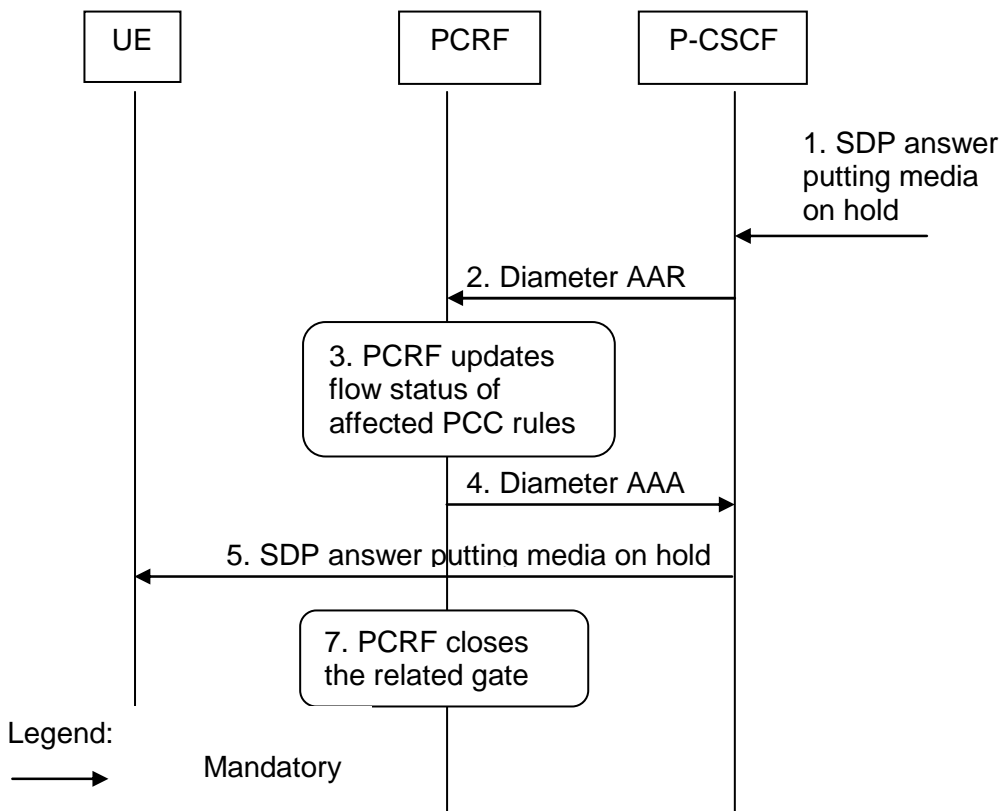 UE
PCRF
P-CSCF
1. SDP answer
putting media
on hold
2. Diameter AAR
3. PCRF updates
flow status of
affected PCC rules
4. Diameter AAA
5. SDP answer putting media on hold
7. PCRF closes
the related gate
Legend:
Mandatory